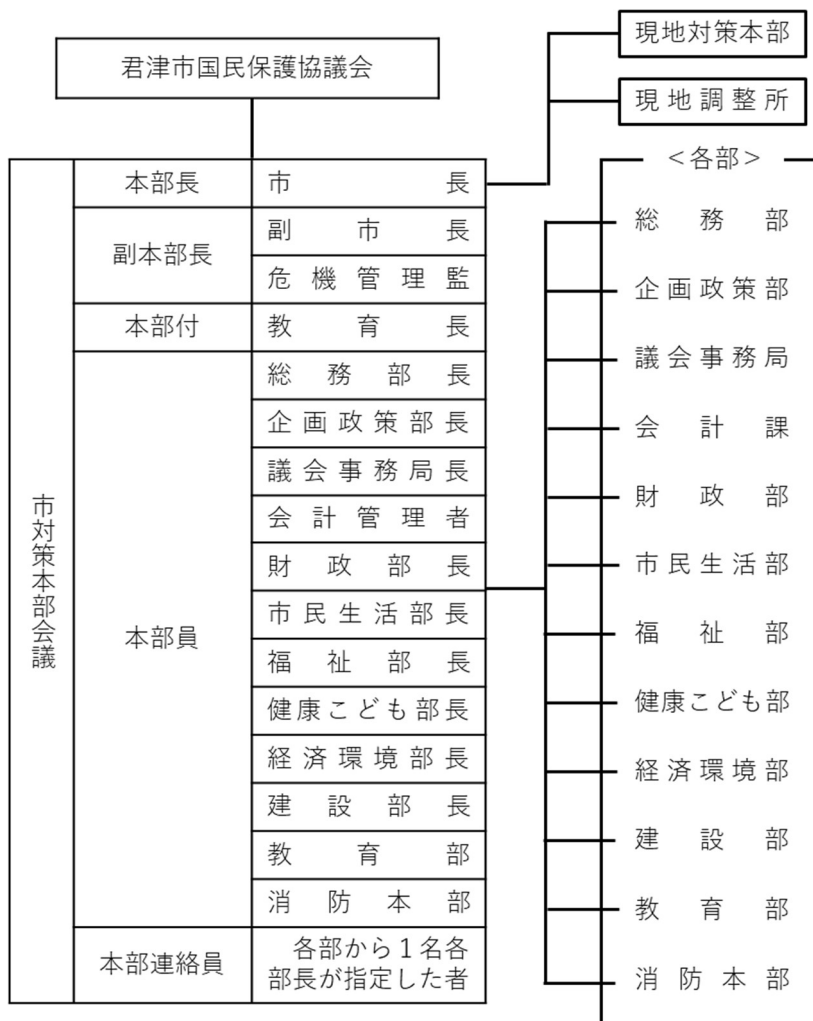 現地対策本部
君津市国民保護協議会
現地調整所
＜各部＞
市対策本部会議
本部長
市長
副本部長
副市長
危機管理監
本部付
教育長
本部員
総務部長
企画政策部長
議会事務局長
会計管理者
財政部長
市民生活部長
福祉部長
健康こども部長
経済環境部長
建設部長
教育部
消防本部
本部連絡員
各部から１名各
部長が指定した者
総務部
企画政策部
議会事務局
会計課
財政部
市民生活部
福祉部
健康こども部
経済環境部
建設部
教育部
消防本部